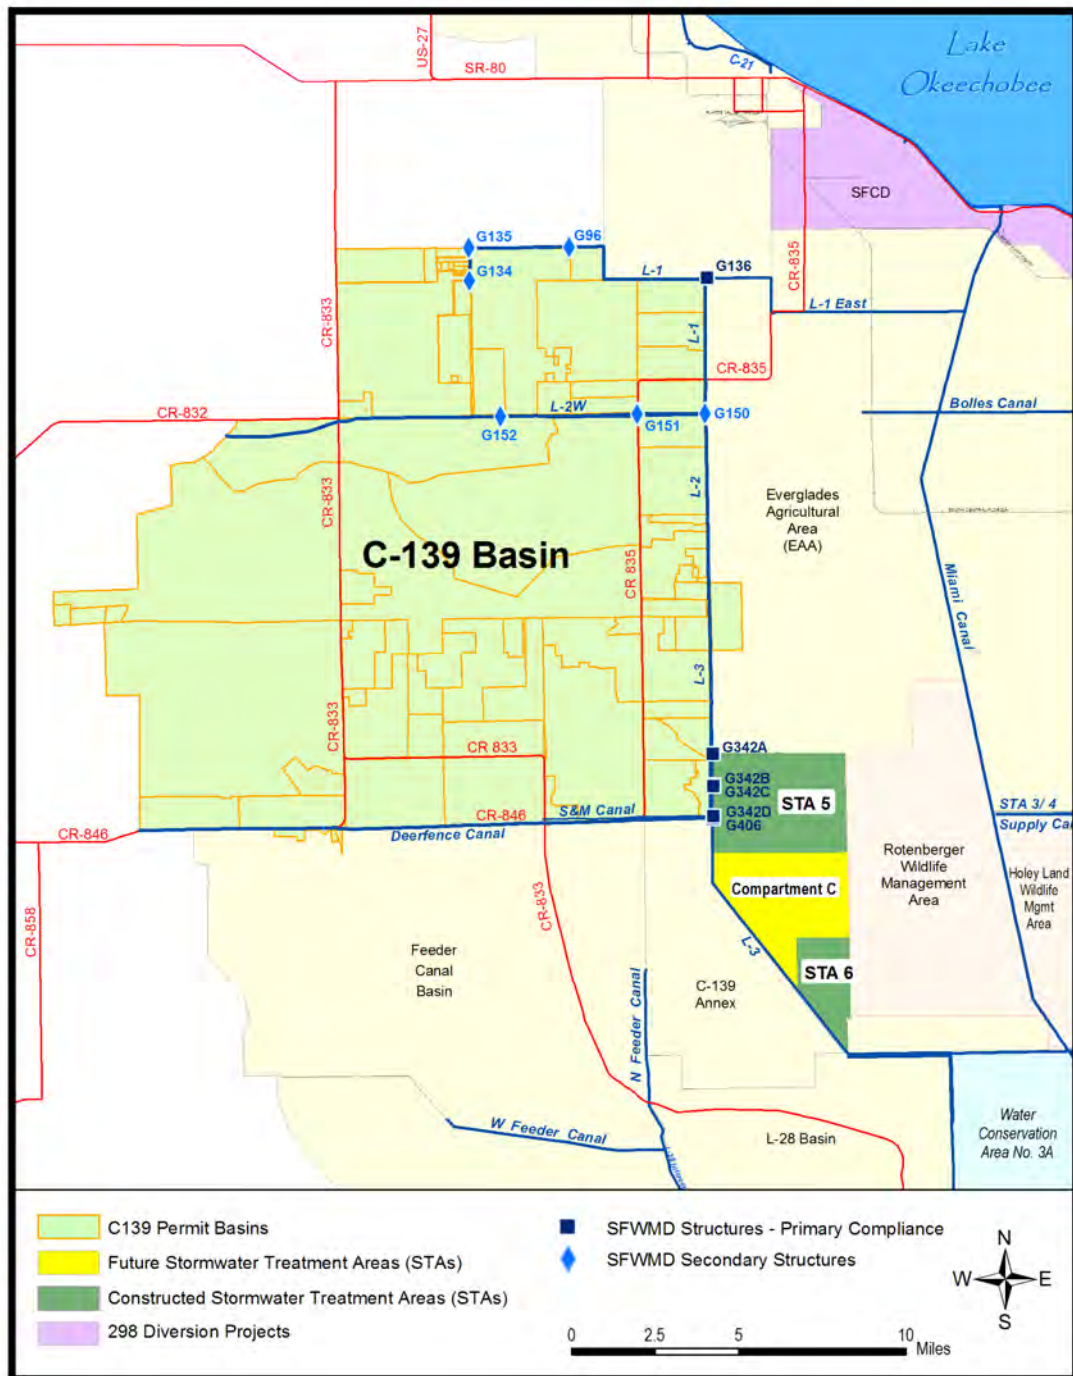 Lake
Okeechobee
US-27
SR-80
C-21
SFCD
G135
G96
G134
L-1
G136
CR-835
L-1 East
CR-833
L-1
CR-835
CR-832
L-2W
G152
G151
G150
Bolles Canal
CR-833
L-2
Everglades
Agricultural
Area
(EAA)
C-139 Basin
CR 835
Miami Canal
L-3
CR-833
CR 833
G342A
G342B
G342C
STA 5
G342D
G406
S&M Canal
CR-846
CR-846
Deerfence Canal
STA 3/ 4
Supply Ca
Rotenberger
Wildlife
Management
Area
Holey Land
Wildlife
Mgmt
Area
Compartment C
CR-858
CR-833
L-3
STA 6
Feeder
Canal
Basin
N Feeder Canal
C-139
Annex
W Feeder Canal
L-28 Basin
Water
Conservation
Area No. 3A
C139 Permit Basins
Future Stormwater Treatment Areas (STAs)
Constructed Stormwater Treatment Areas (STAs)
298 Diversion Projects
SFWMD Structures - Primary Compliance
SFWMD Secondary Structures
N
W
E
S
0 2.5 5 10
Miles